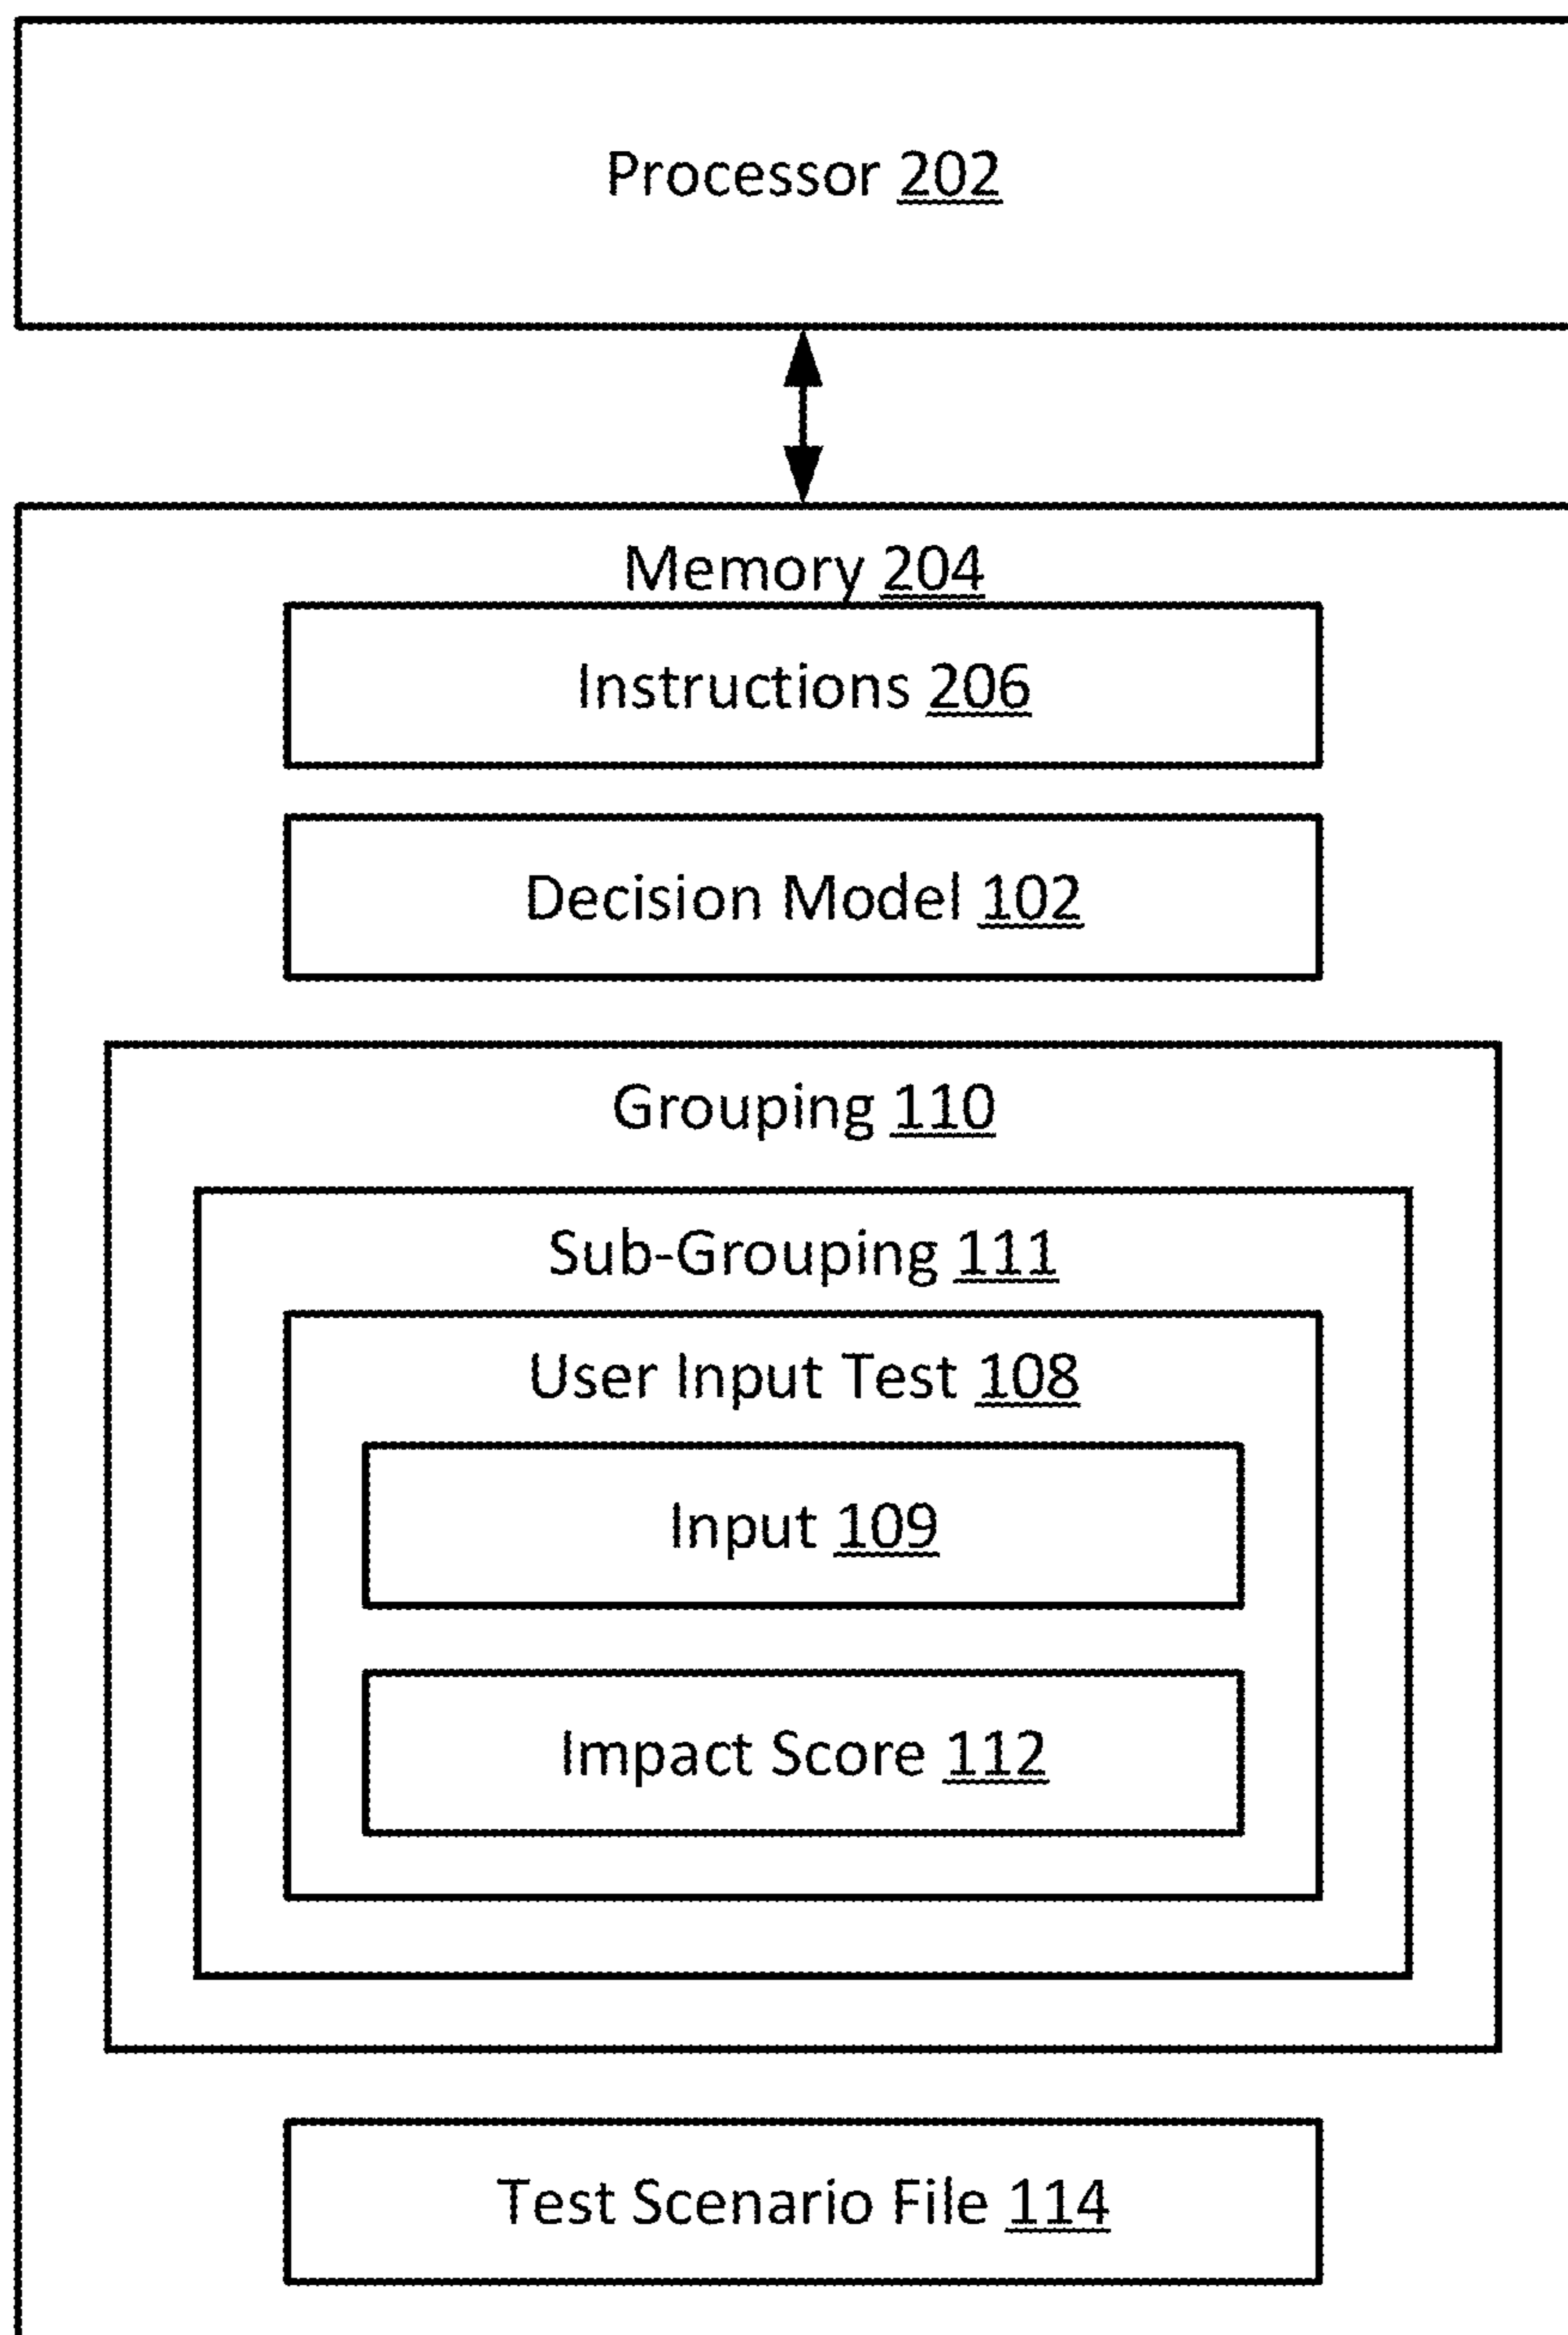 Processor 202
Memory 204
Instructions 206
Decision Model 102
Grouping 110
Sub-Grouping 111
User Input Test 108
Input 109
Impact Score 112
Test Scenario File 114